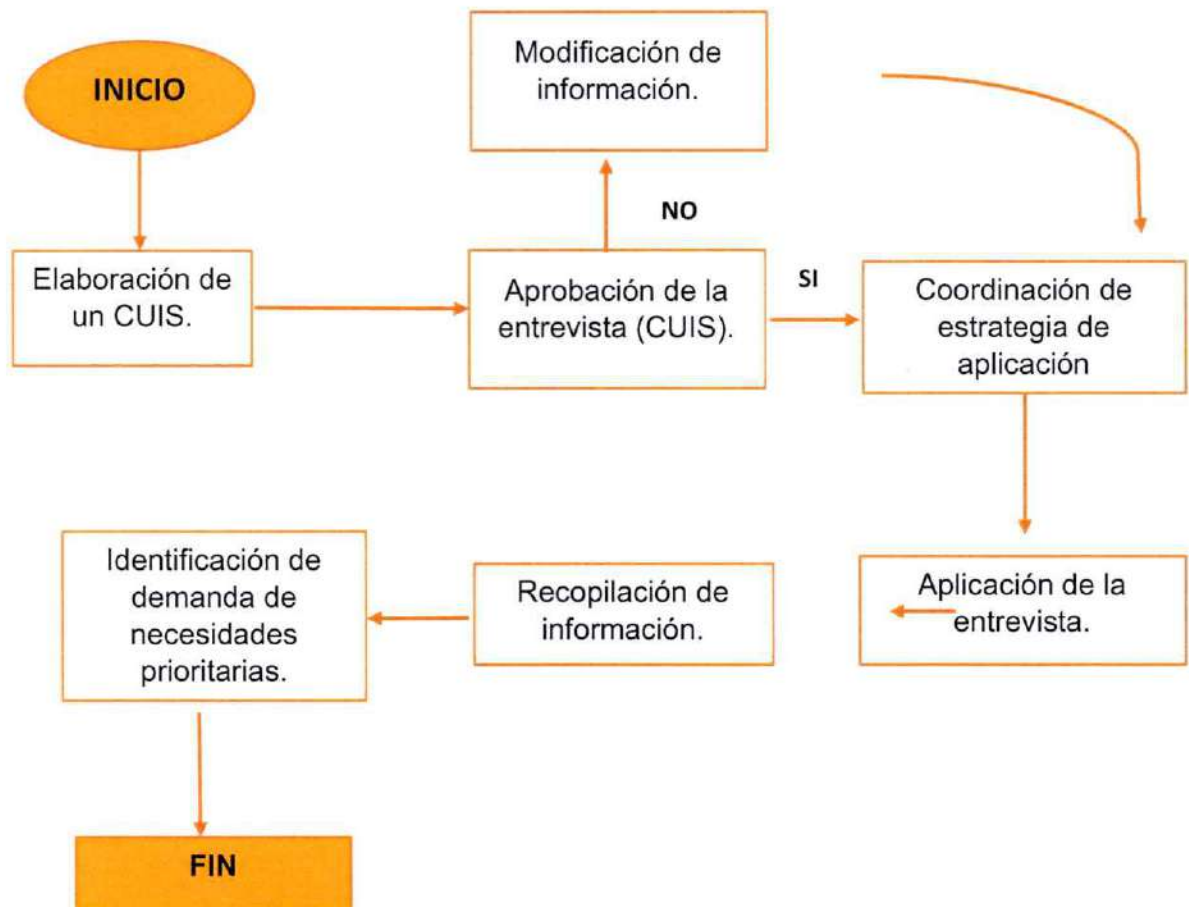 INICIO
Modificación de
información.
NO
Elaboración de
un CUIS.
Aprobación de la
entrevista (CUIS).
SI
Coordinación de
estrategia de
aplicación
Identificación de
demanda de
necesidades
prioritarias.
Recopilación de
información.
Aplicación de la
entrevista.
FIN